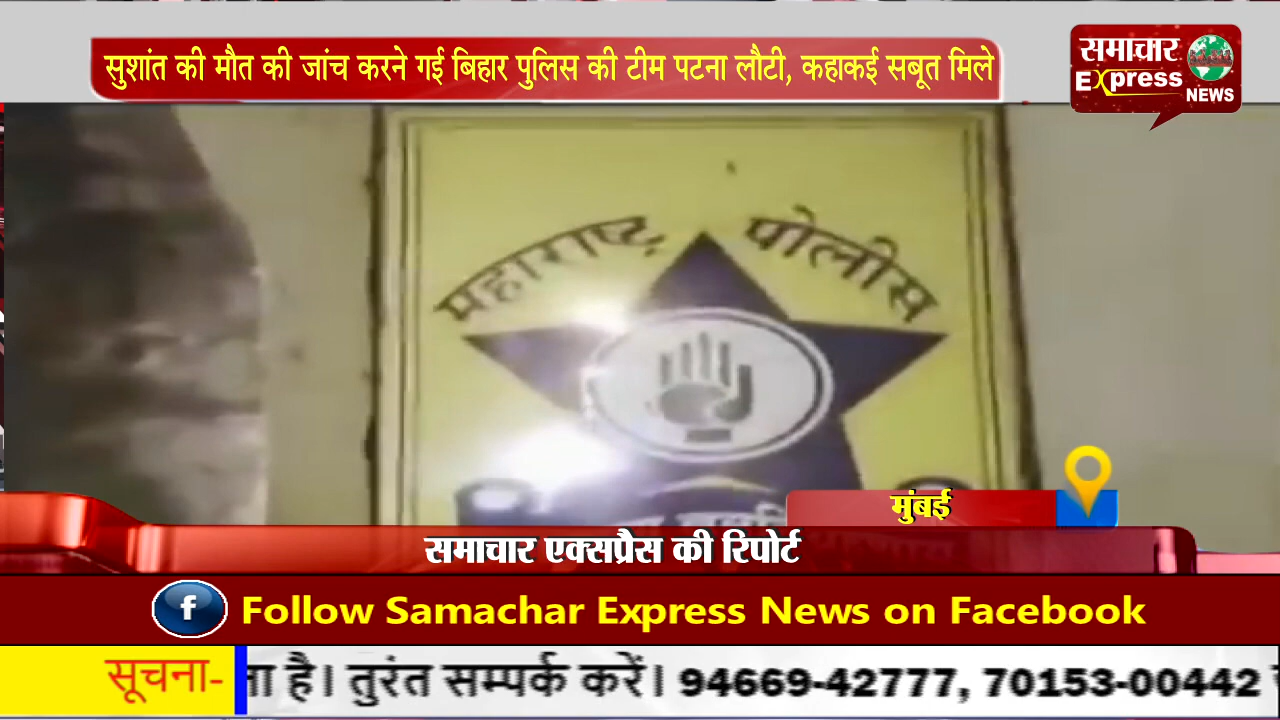 सुशांत की मौत की जांच करने गई बिहार पुलिस की टीम पटना लौटी, कहाकई सबूत मिले
समाचार
Express
NEWS
महाराष्ट्र पोलीस
मुंबई
समाचार एक्सप्रैस की रिपोर्ट
f Follow Samachar Express News on Facebook
सूचना- ता है। तुरंत सम्पर्क करें। 94669-42777, 70153-00442